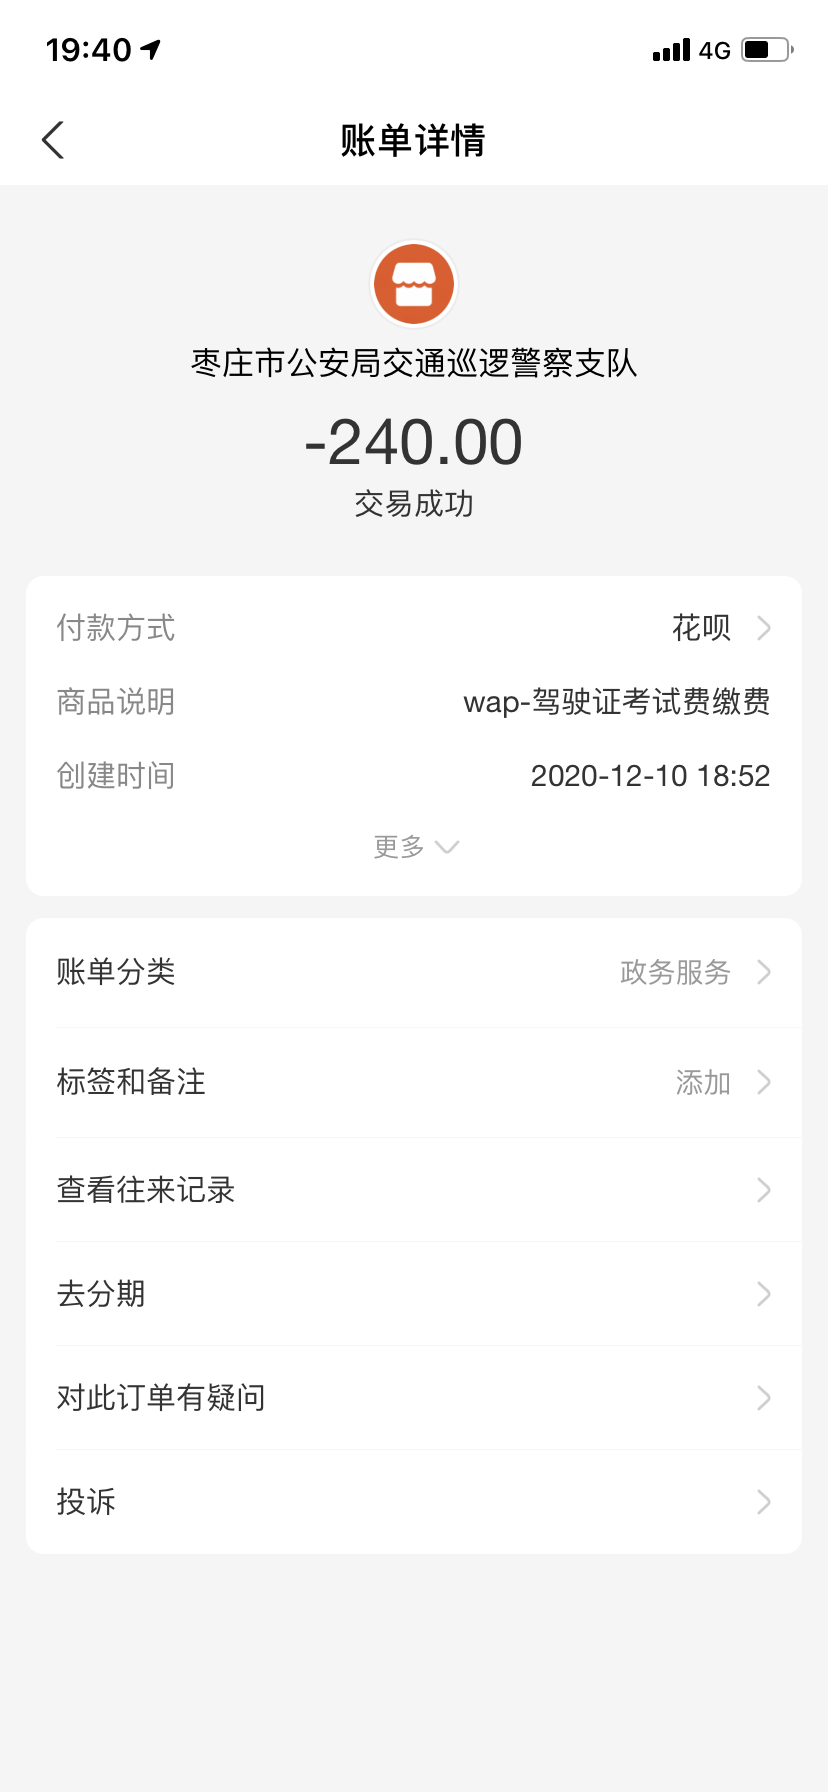 19:40
4G
账单详情
枣庄市公安局交通巡逻警察支队
-240.00
交易成功
付款方式 花呗
商品说明 wap-驾驶证考试费缴费
创建时间 2020-12-10 18:52
更多
账单分类 政务服务
标签和备注 添加
查看往来记录
去分期
对此订单有疑问
投诉